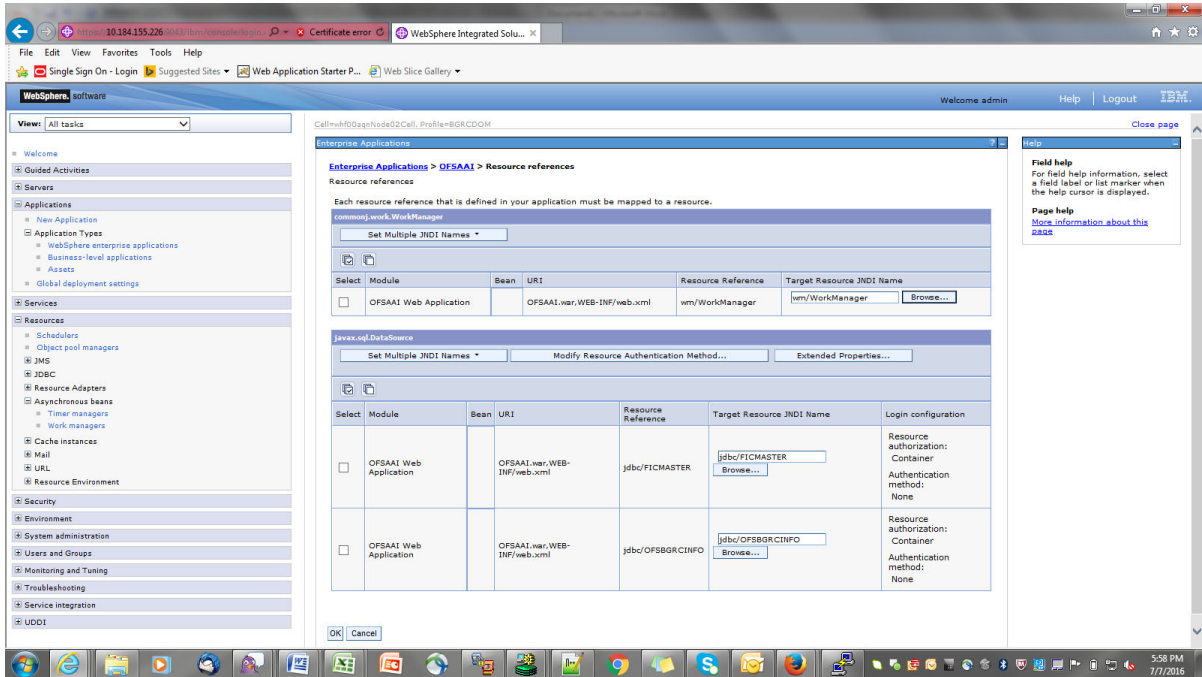 https://10.184.155.226:9043/ibm/console/login.
Certificate error
WebSphere Integrated Solu...
File Edit View Favorites Tools Help
Single Sign On - Login
Suggested Sites
Web Application Starter P...
Web Slice Gallery
WebSphere. software
Welcome admin
Help
Logout
IBM.
View: All tasks
Welcome
Guided Activities
Servers
Applications
New Application
Application Types
WebSphere enterprise applications
Business-level applications
Assets
Global deployment settings
Services
Resources
Schedulers
Object pool managers
JMS
JDBC
Resource Adapters
Asynchronous beans
Timer managers
Work managers
Cache instances
Mail
URL
Resource Environment
Security
Environment
System administration
Users and Groups
Monitoring and Tuning
Troubleshooting
Service integration
UDDI
Cell=whf00aqnNode02Cell, Profile=BGRCDOM
Close page
Enterprise Applications
? -
Enterprise Applications > OFSAAI > Resource references
Resource references
Each resource reference that is defined in your application must be mapped to a resource.
commonj.work.WorkManager
Set Multiple JNDI Names
Select Module Bean URI Resource Reference Target Resource JNDI Name
OFSAAI Web Application OFSAAI.war,WEB-INF/web.xml wm/WorkManager wm/WorkManager Browse...
javax.sql.DataSource
Set Multiple JNDI Names
Modify Resource Authentication Method...
Extended Properties...
Select Module Bean URI Resource Reference Target Resource JNDI Name Login configuration
OFSAAI Web Application
OFSAAI.war,WEB-INF/web.xml
jdbc/FICMASTER
jdbc/FICMASTER
Browse...
Resource authorization:
Container
Authentication method:
None
OFSAAI Web Application
OFSAAI.war,WEB-INF/web.xml
jdbc/OFSBGRCINFO
jdbc/OFSBGRCINFO
Browse...
Resource authorization:
Container
Authentication method:
None
OK Cancel
Help
Field help
For field help information, select
a field label or list marker when
the help cursor is displayed.
Page help
More information about this
page
5:58 PM
7/7/2016